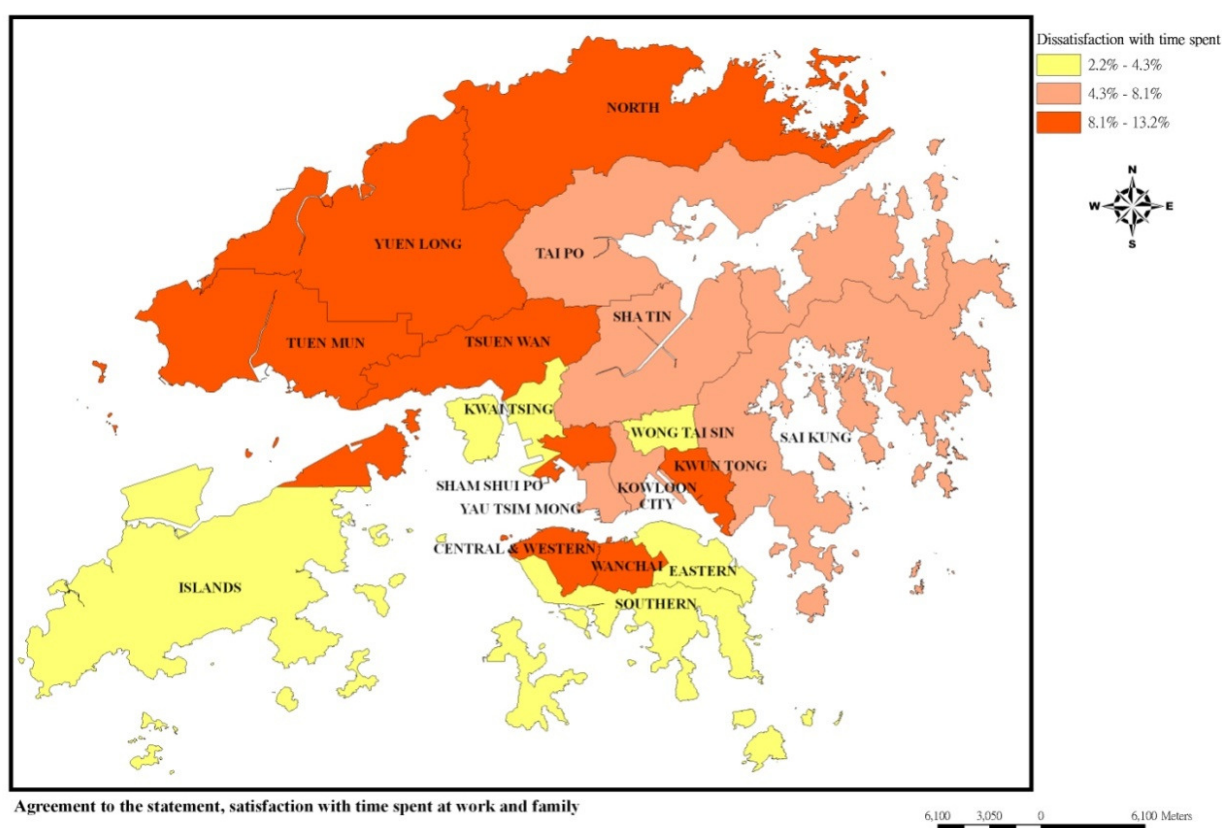 Dissatisfaction with time spent
2.2% - 4.3%
4.3% - 8.1%
8.1% - 13.2%
N
W E
S
NORTH
YUEN LONG
TAI PO
SHA TIN
TUEN MUN
TSUEN WAN
KWAI TSING
WONG TAI SIN
SAI KUNG
KWUN TONG
SHAM SHUI PO
KOWLOON
CITY
YAU TSIM MONG
CENTRAL & WESTERN
WANCHAI
EASTERN
ISLANDS
SOUTHERN
Agreement to the statement, satisfaction with time spent at work and family
6,100 3,050 0 6,100 Meters